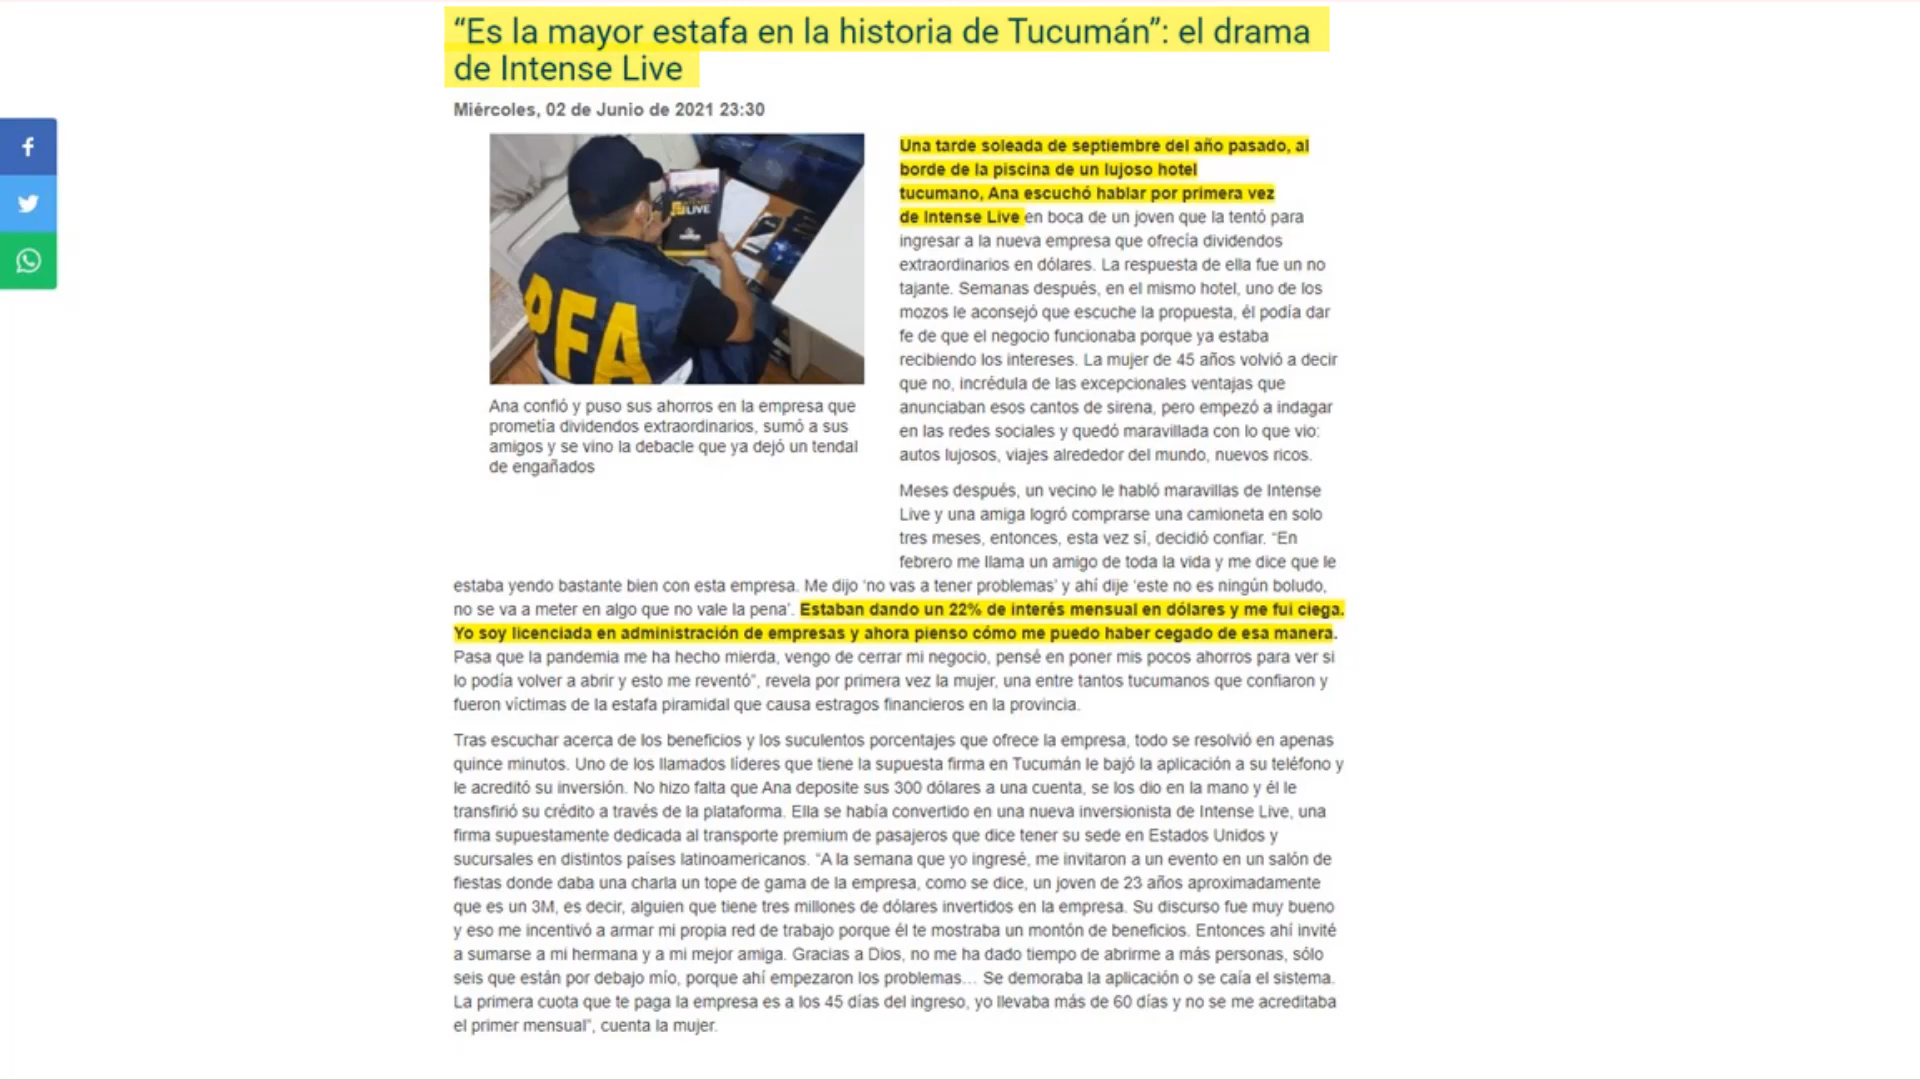 “Es la mayor estafa en la historia de Tucumán”: el drama
de Intense Live
Miércoles, 02 de Junio de 2021 23:30
LIVE
PFA
Ana confió y puso sus ahorros en la empresa que
prometía dividendos extraordinarios, sumó a sus
amigos y se vino la debacle que ya dejó un tendal
de engañados
Una tarde soleada de septiembre del año pasado, al
borde de la piscina de un lujoso hotel
tucumano, Ana escuchó hablar por primera vez
de Intense Live en boca de un joven que la tentó para
ingresar a la nueva empresa que ofrecía dividendos
extraordinarios en dólares. La respuesta de ella fue un no
tajante. Semanas después, en el mismo hotel, uno de los
mozos le aconsejó que escuche la propuesta, él podía dar
fe de que el negocio funcionaba porque ya estaba
recibiendo los intereses. La mujer de 45 años volvió a decir
que no, incrédula de las excepcionales ventajas que
anunciaban esos cantos de sirena, pero empezó a indagar
en las redes sociales y quedó maravillada con lo que vio:
autos lujosos, viajes alrededor del mundo, nuevos ricos.
Meses después, un vecino le habló maravillas de Intense
Live y una amiga logró comprarse una camioneta en solo
tres meses, entonces, esta vez sí, decidió confiar. “En
febrero me llama un amigo de toda la vida y me dice que le
estaba yendo bastante bien con esta empresa. Me dijo ‘no vas a tener problemas’ y ahí dije ‘este no es ningún boludo,
no se va a meter en algo que no vale la pena’. Estaban dando un 22% de interés mensual en dólares y me fui ciega.
Yo soy licenciada en administración de empresas y ahora pienso cómo me puedo haber cegado de esa manera.
Pasa que la pandemia me ha hecho mierda, vengo de cerrar mi negocio, pensé en poner mis pocos ahorros para ver si
lo podía volver a abrir y esto me reventó”, revela por primera vez la mujer, una entre tantos tucumanos que confiaron y
fueron víctimas de la estafa piramidal que causa estragos financieros en la provincia.
Tras escuchar acerca de los beneficios y los suculentos porcentajes que ofrece la empresa, todo se resolvió en apenas
quince minutos. Uno de los llamados líderes que tiene la supuesta firma en Tucumán le bajó la aplicación a su teléfono y
le acreditó su inversión. No hizo falta que Ana deposite sus 300 dólares a una cuenta, se los dio en la mano y él le
transfirió su crédito a través de la plataforma. Ella se había convertido en una nueva inversionista de Intense Live, una
firma supuestamente dedicada al transporte premium de pasajeros que dice tener su sede en Estados Unidos y
sucursales en distintos países latinoamericanos. “A la semana que yo ingresé, me invitaron a un evento en un salón de
fiestas donde daba una charla un tope de gama de la empresa, como se dice, un joven de 23 años aproximadamente
que es un 3M, es decir, alguien que tiene tres millones de dólares invertidos en la empresa. Su discurso fue muy bueno
y eso me incentivó a armar mi propia red de trabajo porque él te mostraba un montón de beneficios. Entonces ahí invité
a sumarse a mi hermana y a mi mejor amiga. Gracias a Dios, no me ha dado tiempo de abrirme a más personas, sólo
seis que están por debajo mío, porque ahí empezaron los problemas… Se demoraba la aplicación o se caía el sistema.
La primera cuota que te paga la empresa es a los 45 días del ingreso, yo llevaba más de 60 días y no se me acreditaba
el primer mensual”, cuenta la mujer.